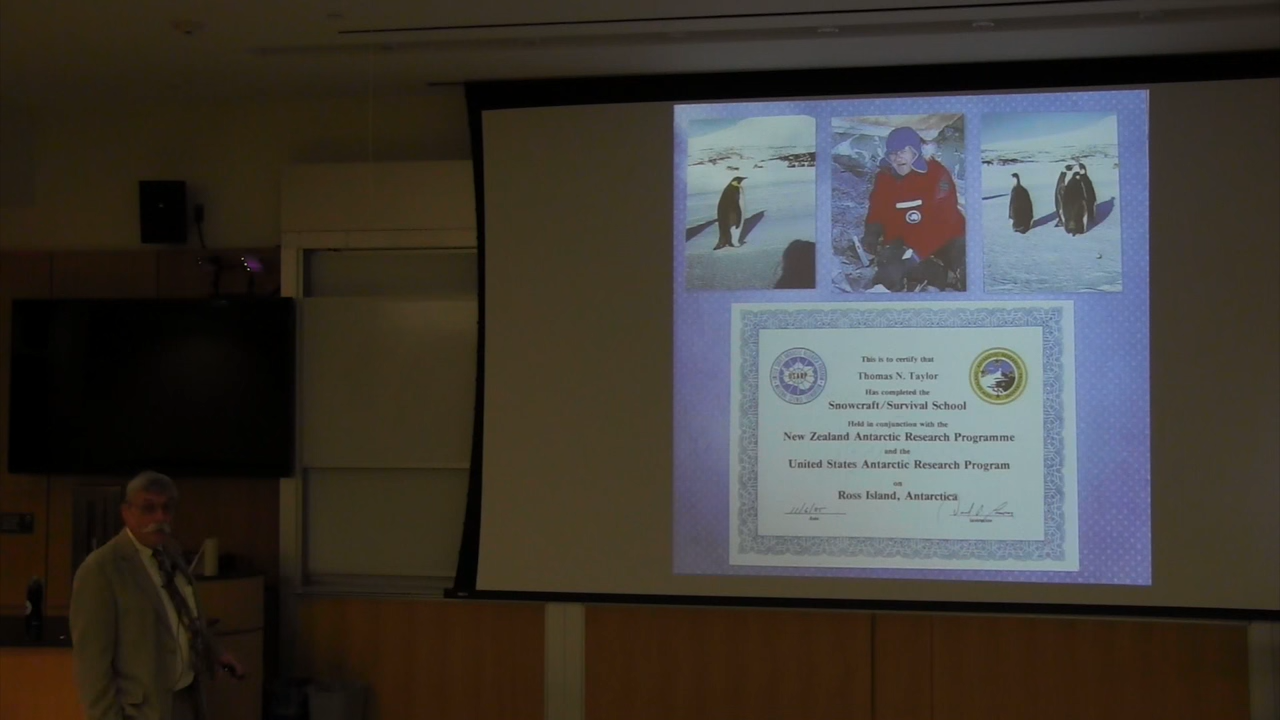 This is to certify that
Thomas N. Taylor
Has completed the
Snowcraft/Survival School
Held in conjunction with the
New Zealand Antarctic Research Programme
and the
United States Antarctic Research Program
on
Ross Island, Antarctica